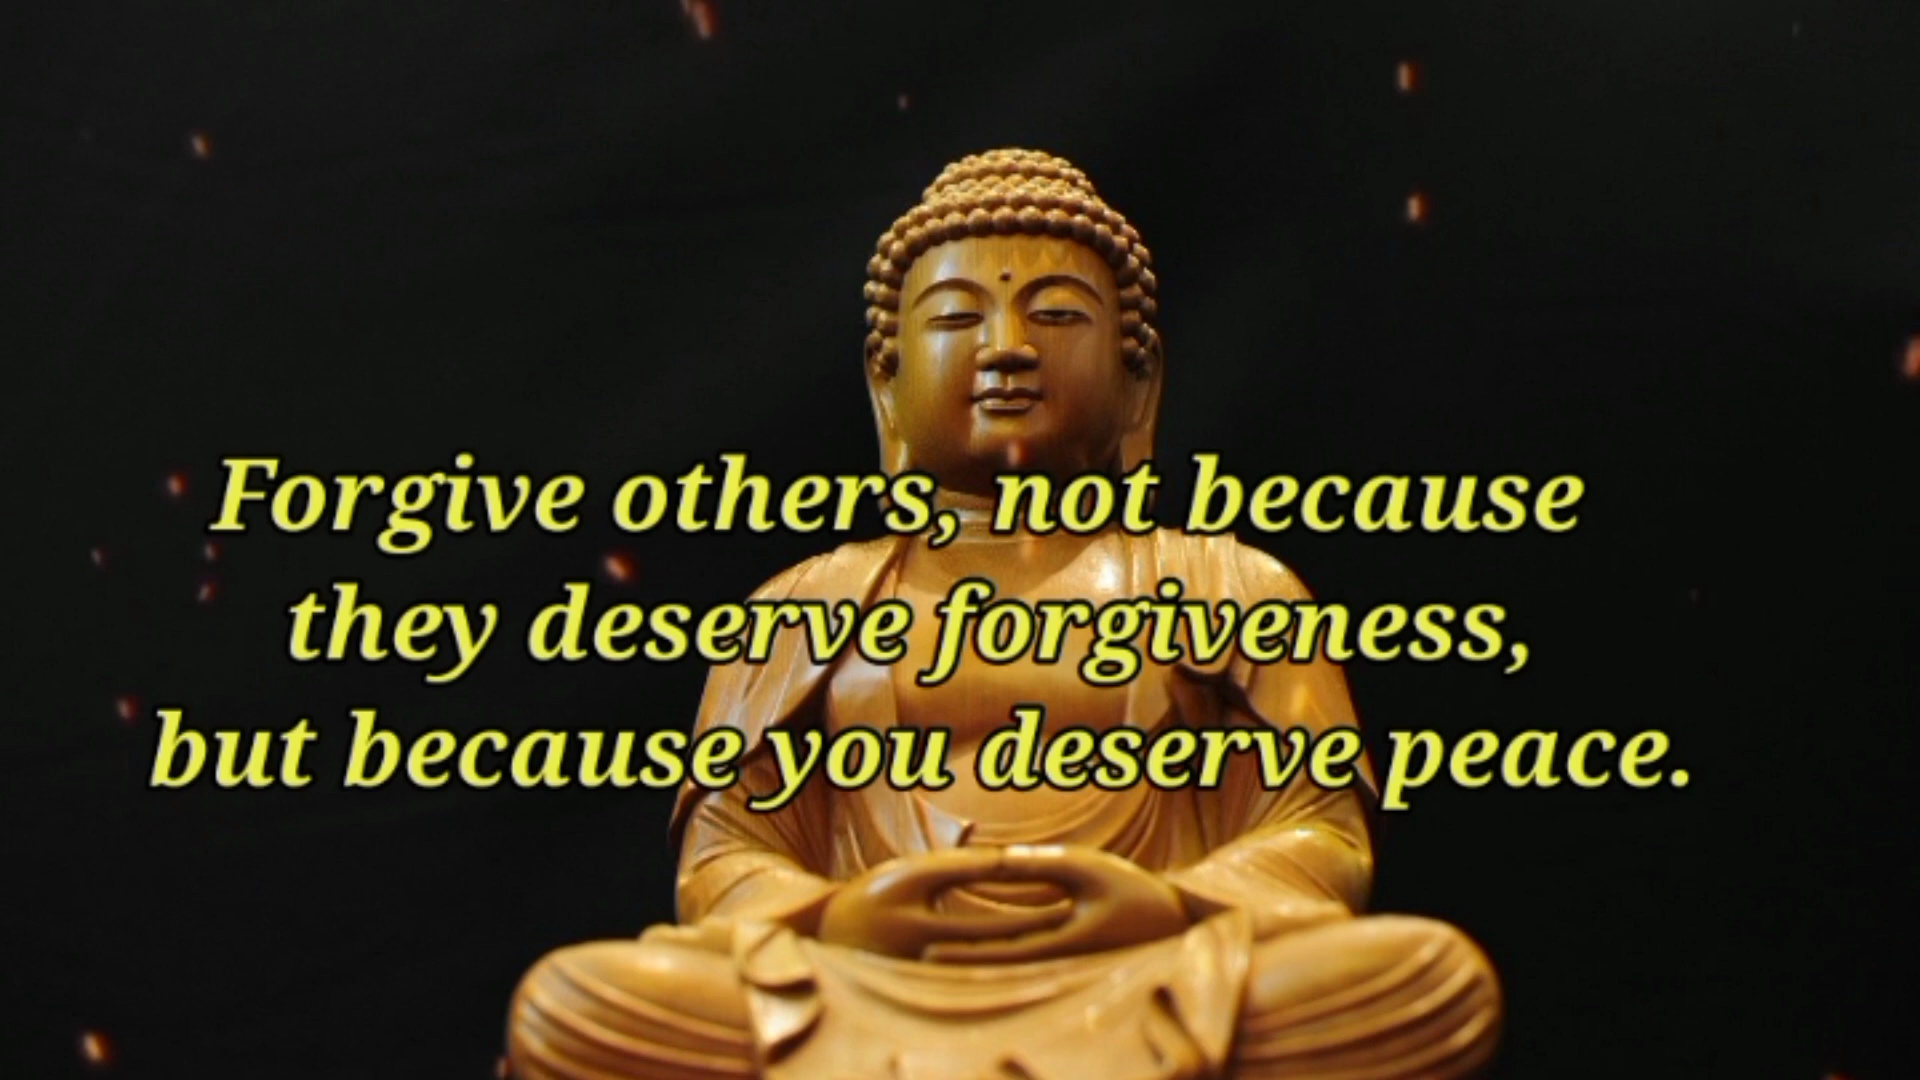 Forgive others, not because
they deserve forgiveness,
but because you deserve peace.